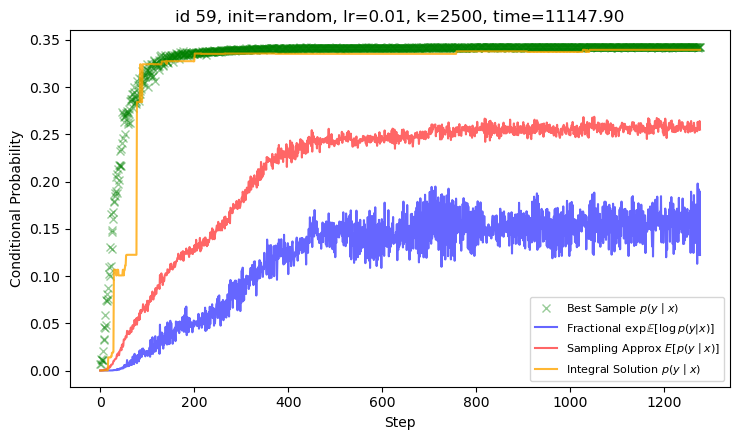 id 59, init=random, lr=0.01, k=2500, time=11147.90
Conditional Probability
0.35
0.30
0.25
0.20
0.15
0.10
0.05
0.00
Best Sample p(y | x)
Fractional exp 𝔼[log p(y|x)]
Sampling Approx E[p(y | x)]
Integral Solution p(y | x)
0 200 400 600 800 1000 1200
Step